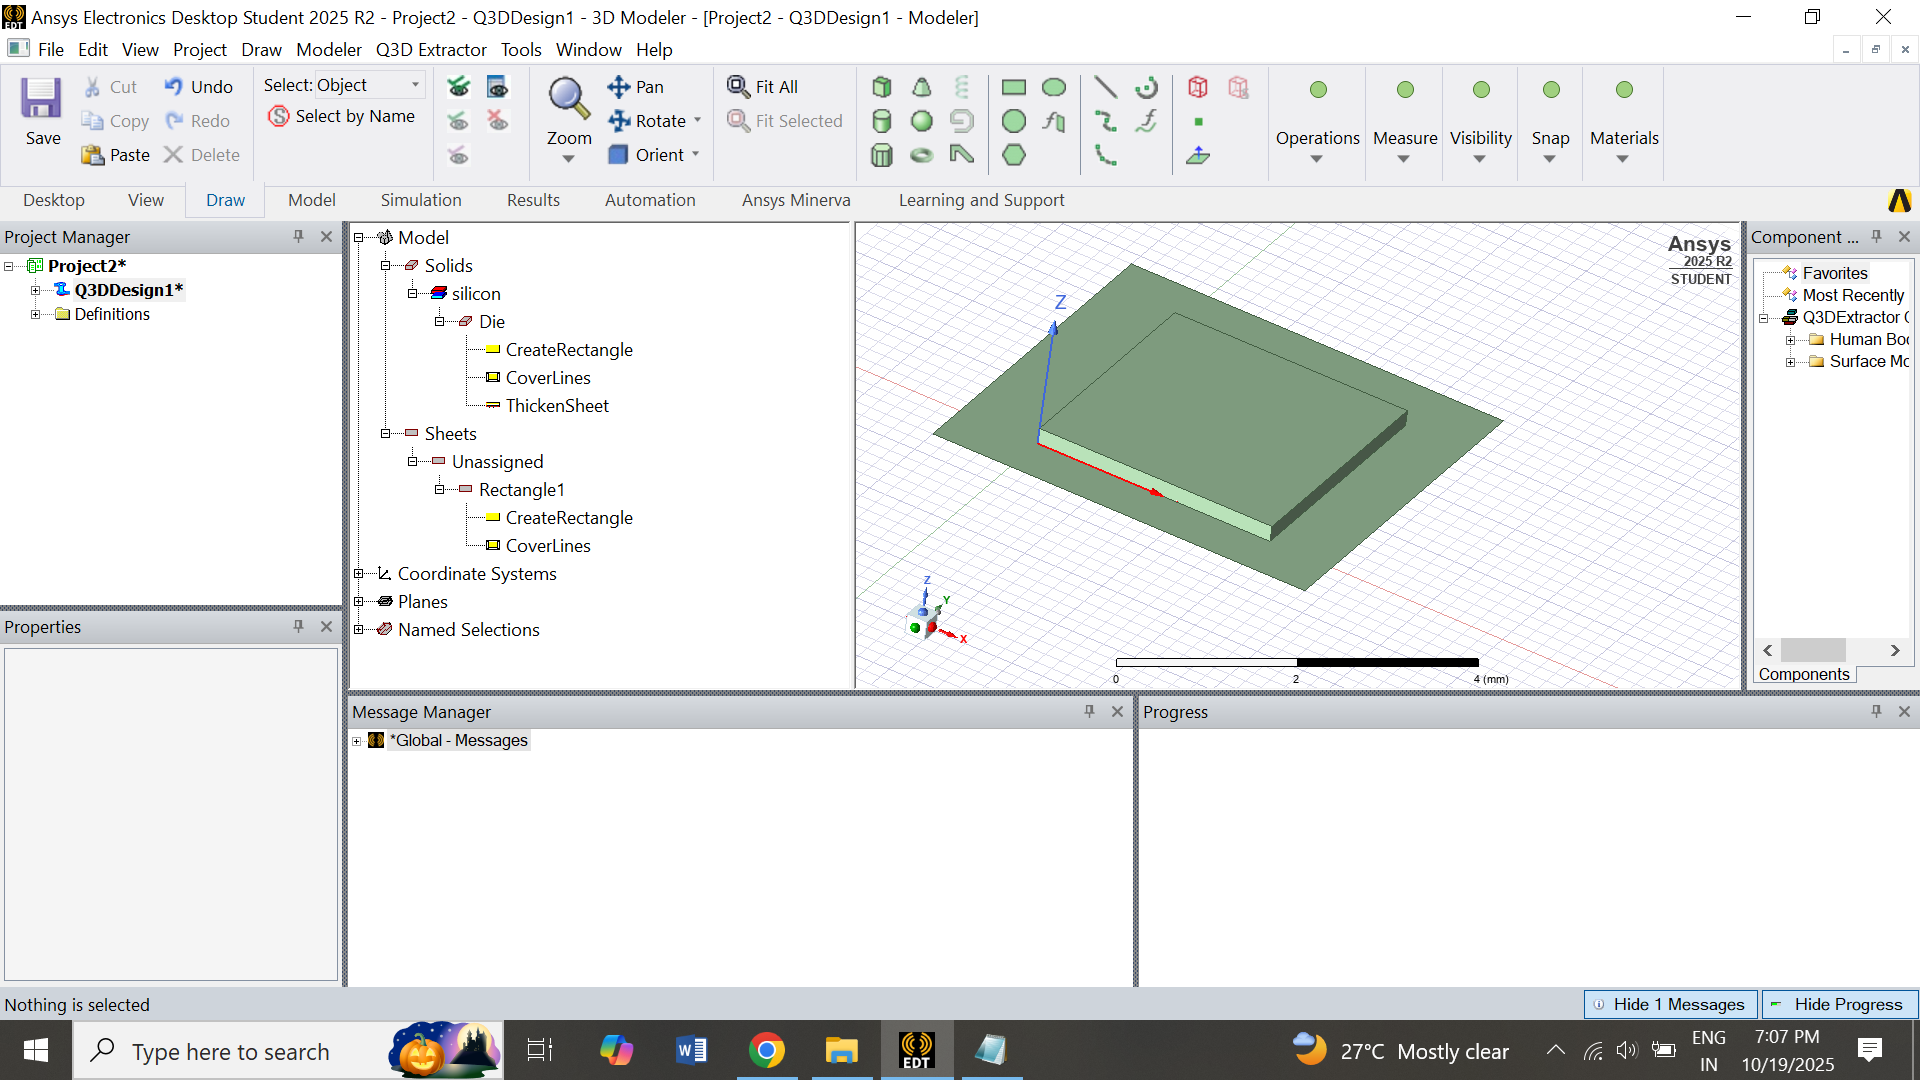 Ansys Electronics Desktop Student 2025 R2 - Project2 - Q3DDesign1 - 3D Modeler - [Project2 - Q3DDesign1 - Modeler]
File Edit View Project Draw Modeler Q3D Extractor Tools Window Help
Save
Cut
Copy
Paste
Undo
Redo
Delete
Select: Object
Select by Name
Zoom
Pan
Rotate
Orient
Fit All
Fit Selected
Operations
Measure
Visibility
Snap
Materials
Desktop View Draw Model Simulation Results Automation Ansys Minerva Learning and Support
Project Manager
Project2*
Q3DDesign1*
Definitions
Properties
Model
Solids
silicon
Die
CreateRectangle
CoverLines
ThickenSheet
Sheets
Unassigned
Rectangle1
CreateRectangle
CoverLines
Coordinate Systems
Planes
Named Selections
Ansys
2025 R2
STUDENT
Z
Z
Y
X
0 2 4 (mm)
Component ...
Favorites
Most Recently
Q3DExtractor
Human
Surface
Components
Message Manager
*Global - Messages
Progress
Nothing is selected
Hide 1 Messages
Hide Progress
Type here to search
EDT
27°C Mostly clear
ENG
IN
7:07 PM
10/19/2025